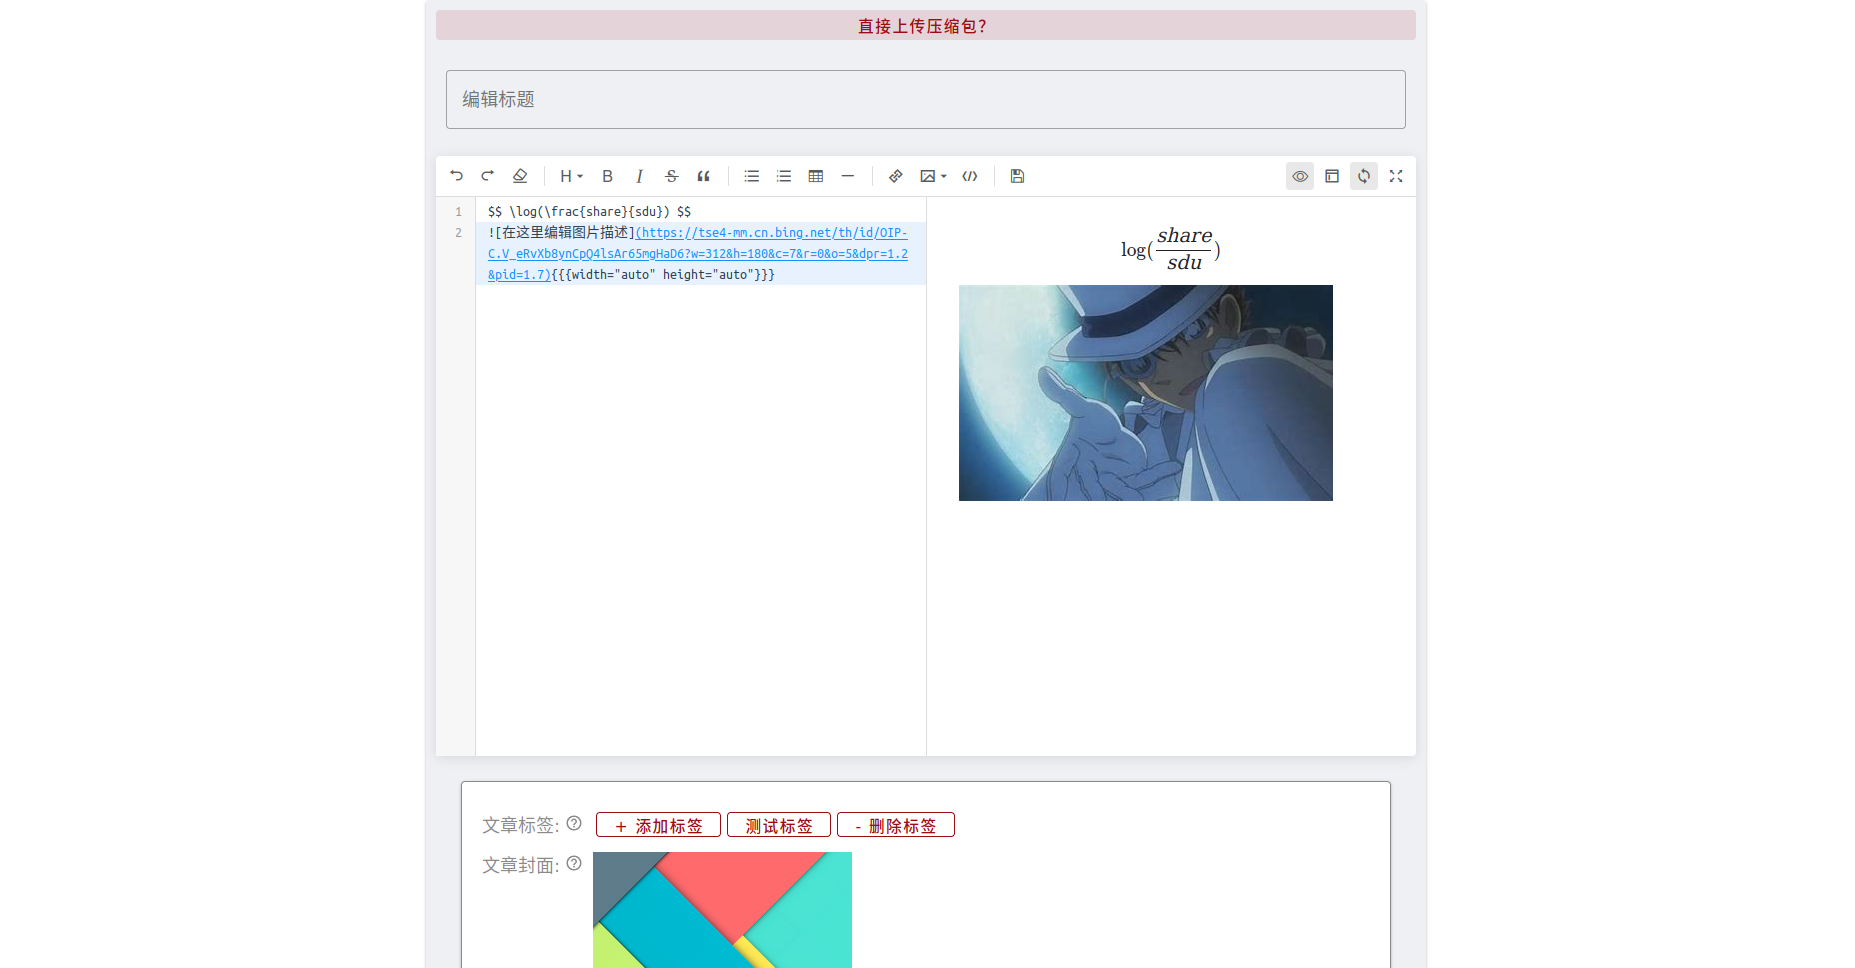 直接上传压缩包？
编辑标题
H B I S
1 $$ \log(\frac{share}{sdu}) $$
2 ![在这里编辑图片描述](https://tse4-mm.cn.bing.net/th/id/OIP-
C.V_eRvXb8ynCpQ4lsAr65mgHaD6?w=312&h=180&c=7&r=0&o=5&dpr=1.2
&pid=1.7){{{width="auto" height="auto"}}}
log(share/sdu)
文章标签: + 添加标签 测试标签 - 删除标签
文章封面: